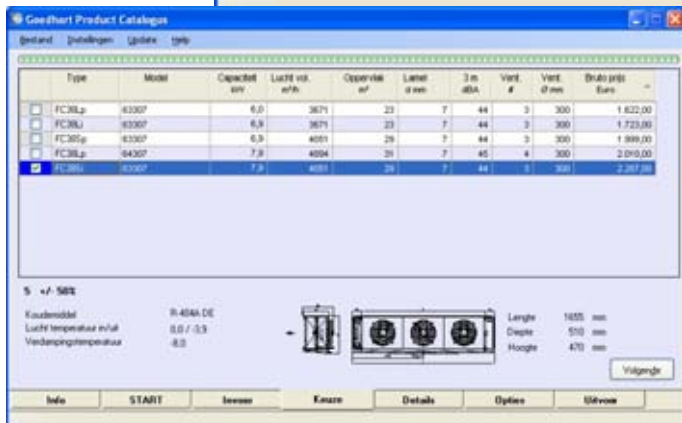 Goedhart Product Catalogus
Bestand Instellingen Update Help
Type Model Capaciteit kW Lucht vol. m³/h Oppervlak m² Lamel d mm 3 m dBA Vent. # Vent. Ø mm Bruto prijs Euro
FC38Lp 63307 6,0 3671 23 7 44 3 300 1.622,00
FC38Li 63307 6,9 3671 23 7 44 3 300 1.723,00
FC38Sp 63307 6,9 4051 29 7 44 3 300 1.999,00
FC38Lp 64307 7,9 4894 31 7 45 4 300 2.010,00
FC38Si 63307 7,9 4051 29 7 44 3 300
5 +/- 50%
Koudemiddel R-404A DE
Lucht temperatuur in/uit 0,0 / -3,9
Verdampingstemperatuur -8,0
Lengte 1655 mm
Diepte 510 mm
Hoogte 470 mm
Volgende
Info START Invoer Keuze Details Opties Uitvoer